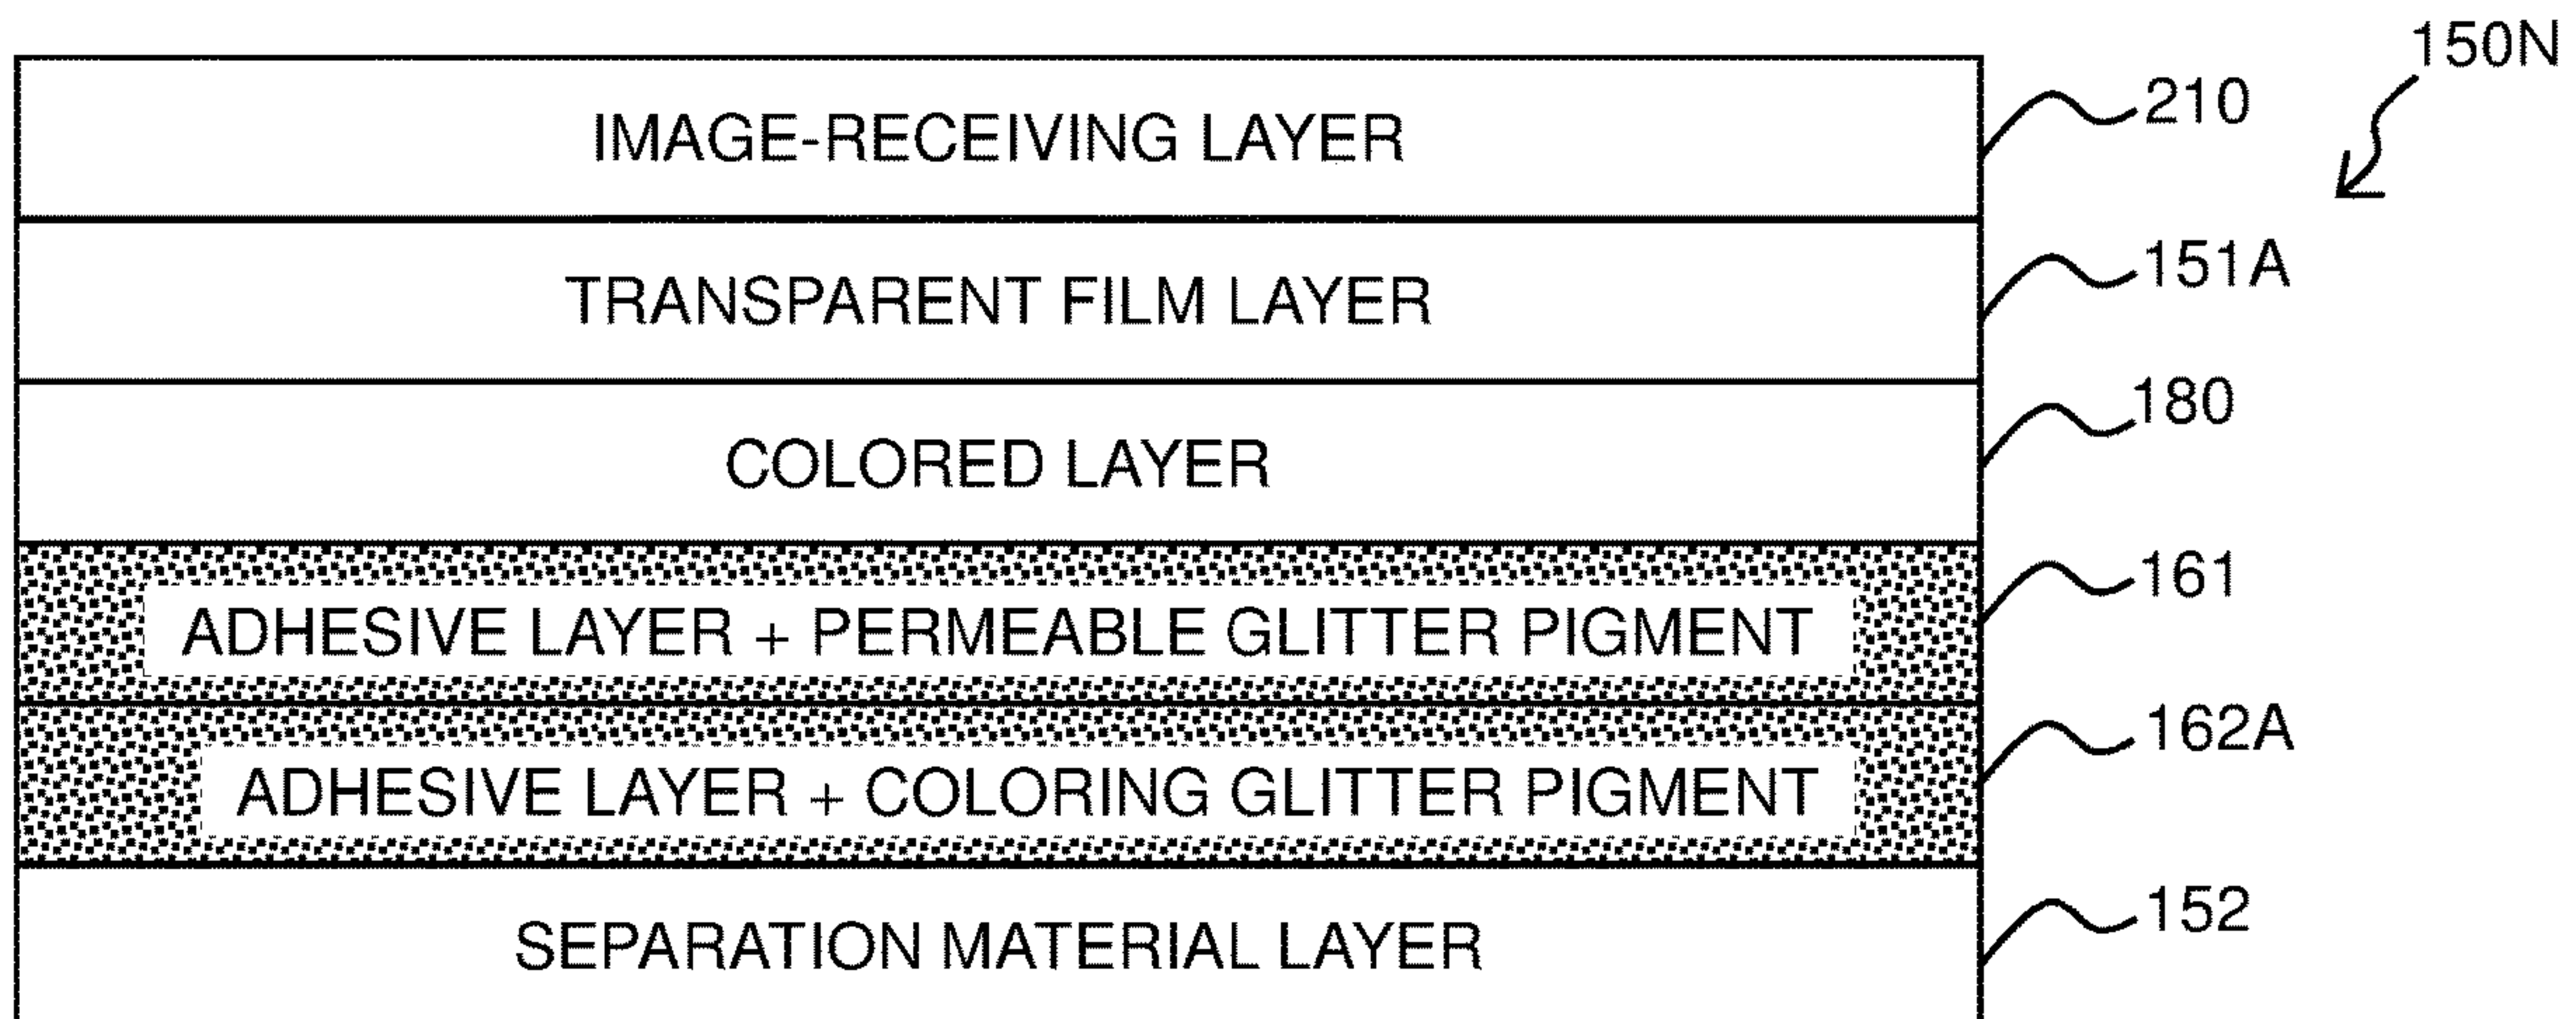 150N
IMAGE-RECEIVING LAYER 210
TRANSPARENT FILM LAYER 151A
COLORED LAYER 180
ADHESIVE LAYER + PERMEABLE GLITTER PIGMENT 161
ADHESIVE LAYER + COLORING GLITTER PIGMENT 162A
SEPARATION MATERIAL LAYER 152